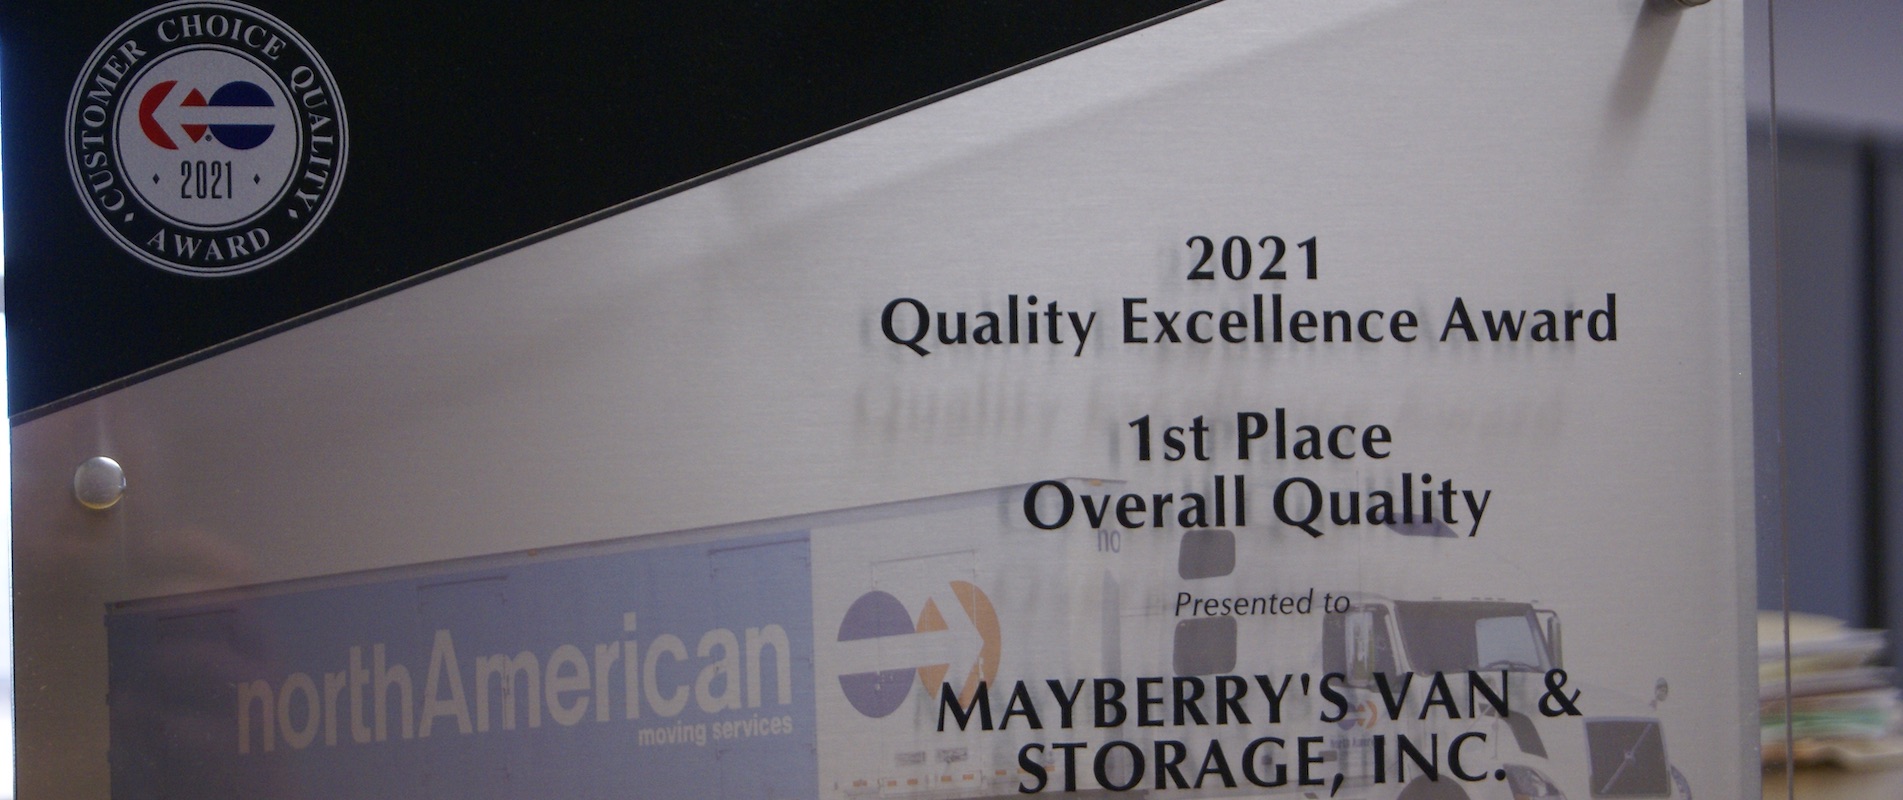 CUSTOMER CHOICE QUALITY
2021
AWARD
2021
Quality Excellence Award
1st Place
Overall Quality
Presented to
northAmerican
moving services
MAYBERRY'S VAN &
STORAGE, INC.